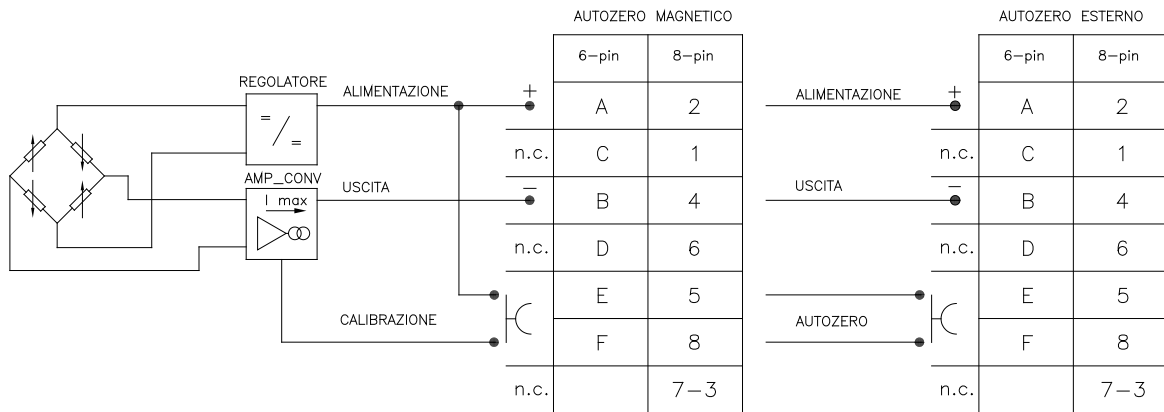 AUTOZERO MAGNETICO AUTOZERO ESTERNO
6-pin 8-pin 6-pin 8-pin
REGOLATORE
= / =
ALIMENTAZIONE + A 2 ALIMENTAZIONE + A 2
n.c. C 1 n.c. C 1
AMP_CONV
I max
USCITA - B 4 USCITA - B 4
n.c. D 6 n.c. D 6
E 5 E 5
CALIBRAZIONE F 8 AUTOZERO F 8
n.c. 7-3 n.c. 7-3